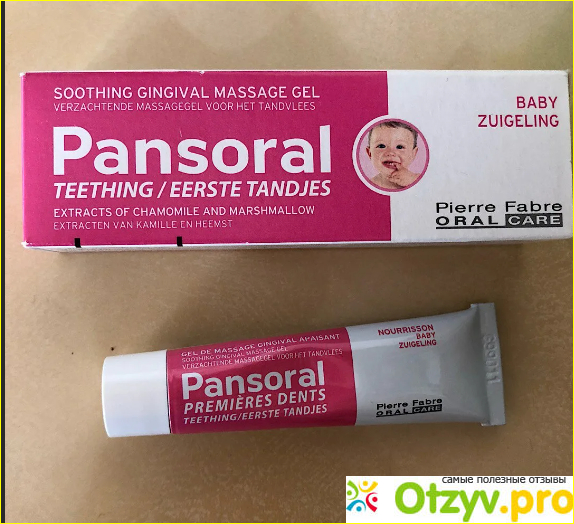 SOOTHING GINGIVAL MASSAGE GEL
VERZACHTENDE MASSAGEGEL VOOR HET TANDVLEES
Pansoral
TEETHING / EERSTE TANDJES
EXTRACTS OF CHAMOMILE AND MARSHMALLOW
EXTRACTEN VAN KAMILLE EN HEEMST
BABY
ZUIGELING
Pierre Fabre
ORAL CARE
GEL DE MASSAGE GINGIVAL APAISANT
SOOTHING GINGIVAL MASSAGE GEL
VERZACHTENDE MASSAGEGEL VOOR HET TANDVLEES
Pansoral
PREMIÈRES DENTS
TEETHING/EERSTE TANDJES
NOURRISSON
BABY
ZUIGELING
Pierre Fabre
ORAL CARE
самые полезные отзывы
Otzyv.pro